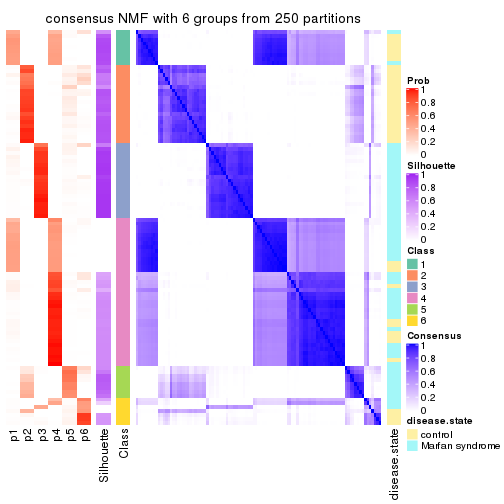 consensus NMF with 6 groups from 250 partitions
Prob
1
0.8
0.6
0.4
0.2
0
Silhouette
1
0.8
0.6
0.4
0.2
0
Class
1
2
3
4
5
6
Consensus
1
0.8
0.6
0.4
0.2
0
disease.state
control
Marfan syndrome
p1
p2
p3
p4
p5
p6
Silhouette
Class
disease.state